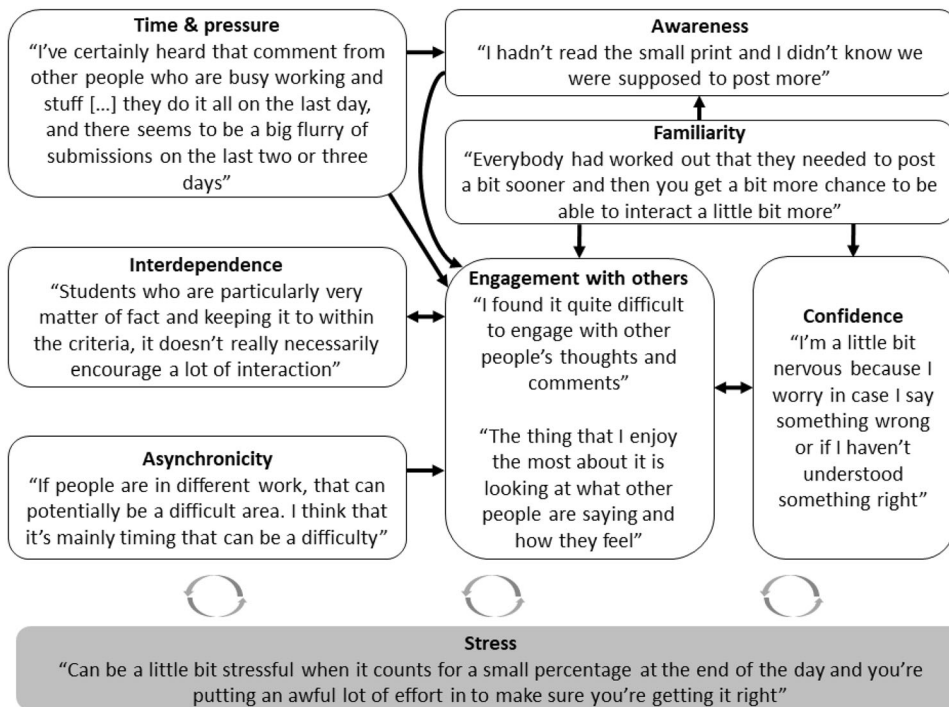 Time & pressure
“I’ve certainly heard that comment from
other people who are busy working and
stuff […] they do it all on the last day,
and there seems to be a big flurry of
submissions on the last two or three
days”
Awareness
“I hadn’t read the small print and I didn’t know we
were supposed to post more”
Familiarity
“Everybody had worked out that they needed to post
a bit sooner and then you get a bit more chance to be
able to interact a little bit more”
Interdependence
“Students who are particularly very
matter of fact and keeping it to within
the criteria, it doesn’t really necessarily
encourage a lot of interaction”
Engagement with others
“I found it quite difficult
to engage with other
people’s thoughts and
comments”
“The thing that I enjoy
the most about it is
looking at what other
people are saying and
how they feel”
Confidence
“I’m a little bit
nervous because I
worry in case I say
something wrong
or if I haven’t
understood
something right”
Asynchronicity
“If people are in different work, that can
potentially be a difficult area. I think that
it’s mainly timing that can be a difficulty”
Stress
“Can be a little bit stressful when it counts for a small percentage at the end of the day and you’re
putting an awful lot of effort in to make sure you’re getting it right”